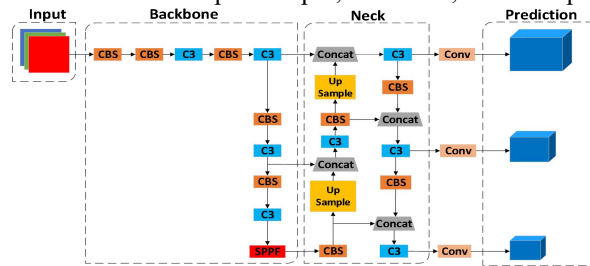 Input
Backbone
Neck
Prediction
CBS
CBS
C3
CBS
C3
Concat
C3
Conv
Up
Sample
CBS
CBS
CBS
Concat
C3
C3
C3
Conv
Concat
CBS
CBS
Up
Sample
C3
Concat
SPPF
CBS
C3
Conv